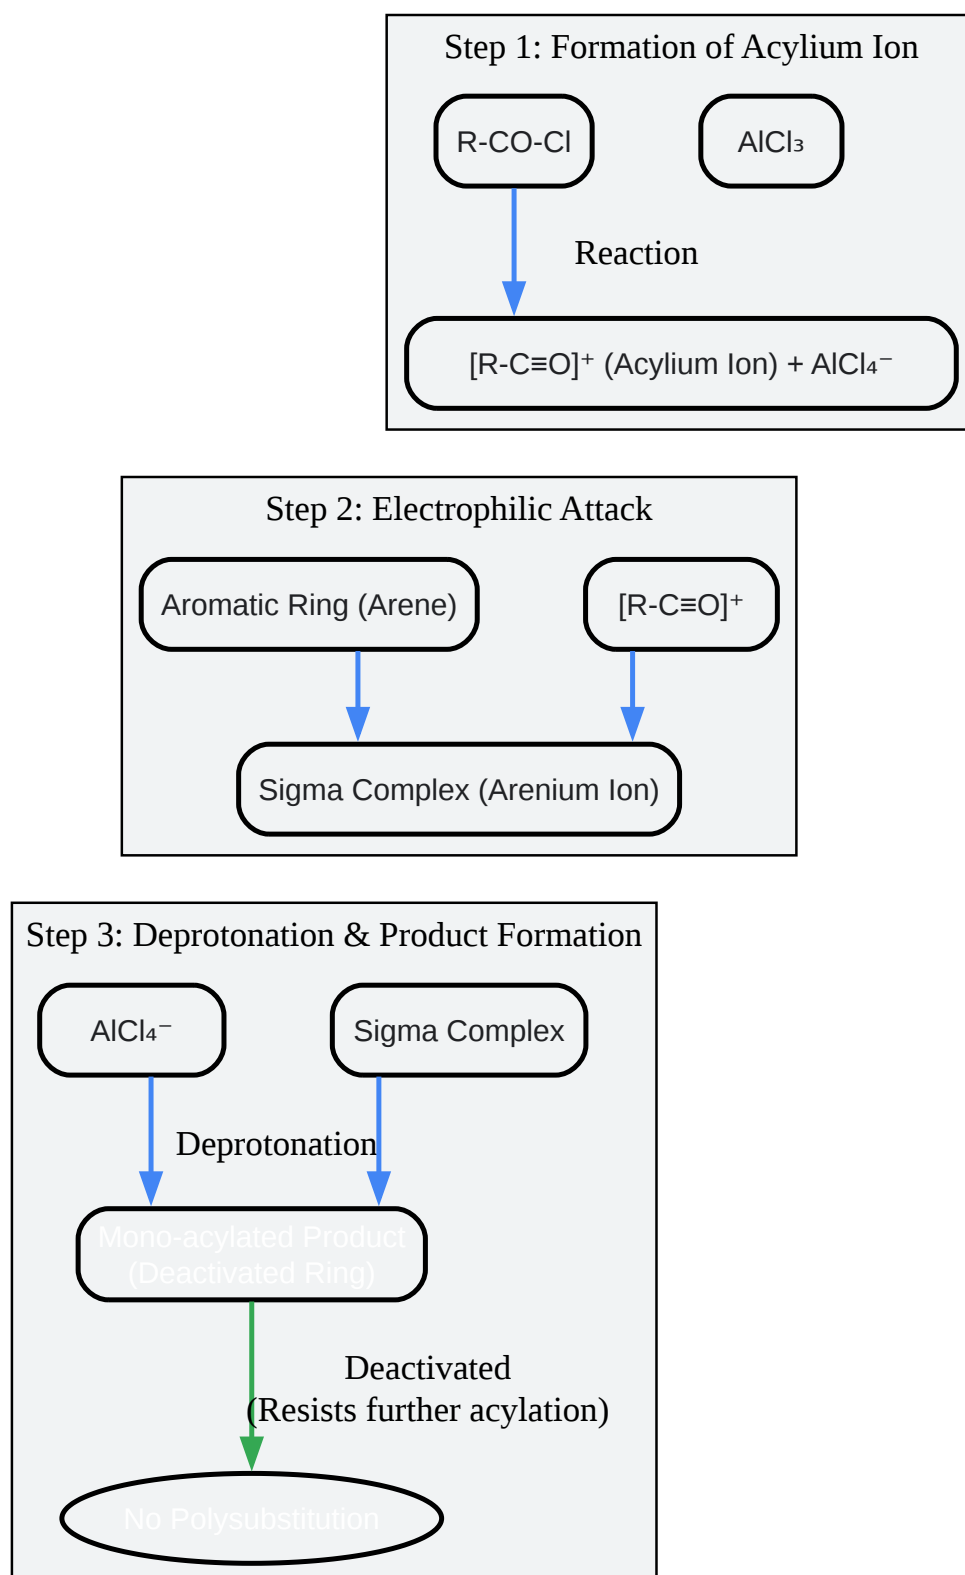 Step 1: Formation of Acylium Ion
R-CO-Cl
AlCl₃
Reaction
[R-C≡O]⁺ (Acylium Ion) + AlCl₄⁻
Step 2: Electrophilic Attack
Aromatic Ring (Arene)
[R-C≡O]⁺
Sigma Complex (Arenium Ion)
Step 3: Deprotonation & Product Formation
AlCl₄⁻
Sigma Complex
Deprotonation
Mono-acylated Product
(Deactivated Ring)
Deactivated
(Resists further acylation)
No Polysubstitution